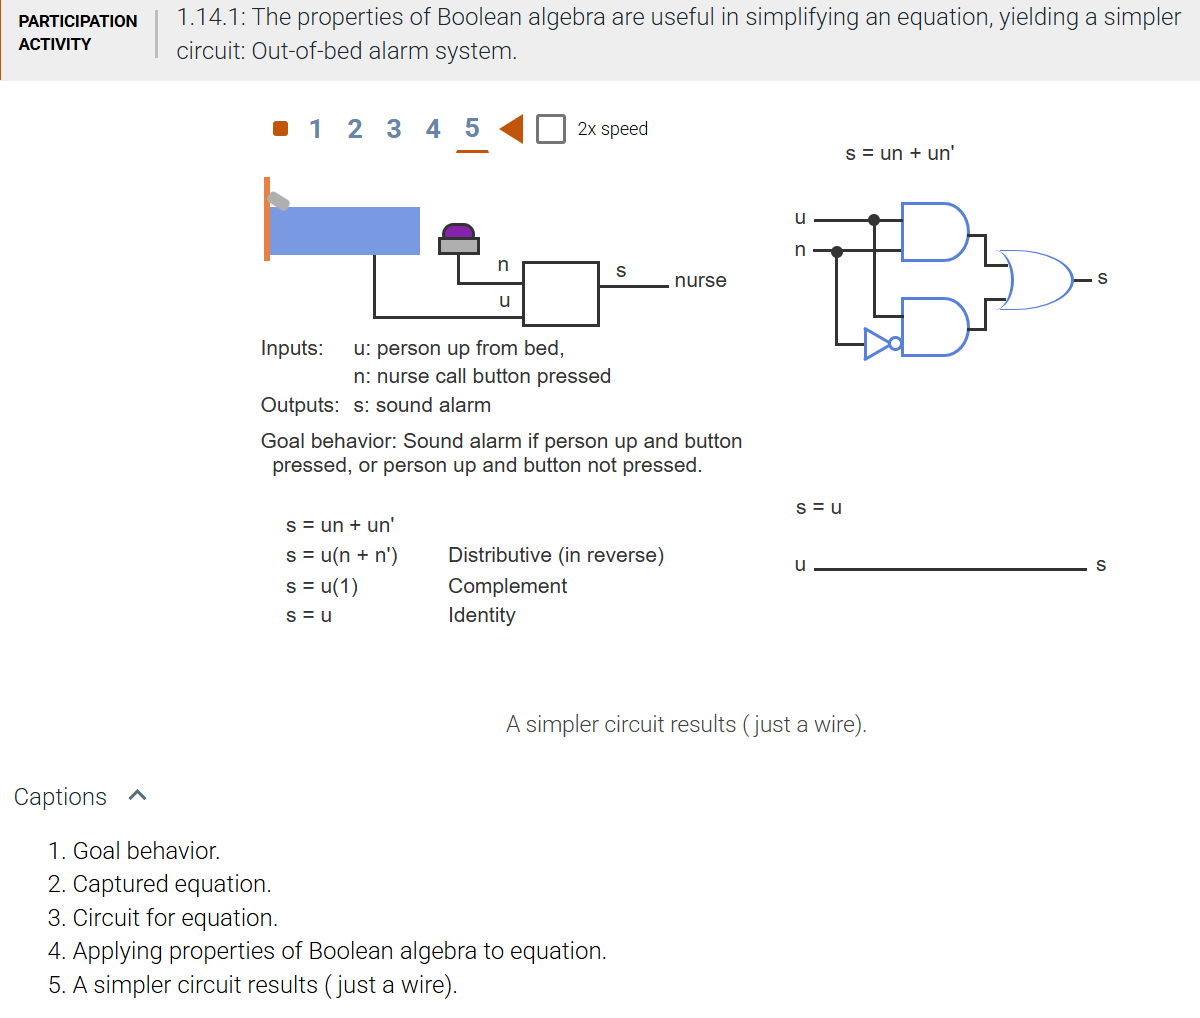 PARTICIPATION
ACTIVITY
1.14.1: The properties of Boolean algebra are useful in simplifying an equation, yielding a simpler
circuit: Out-of-bed alarm system.
1 2 3 4 5 2x speed
s = un + un'
u
n
s
n
u
s
nurse
Inputs: u: person up from bed,
n: nurse call button pressed
Outputs: s: sound alarm
Goal behavior: Sound alarm if person up and button
pressed, or person up and button not pressed.
s = un + un'
s = u(n + n') Distributive (in reverse)
s = u(1) Complement
s = u Identity
s = u
u s
A simpler circuit results (just a wire).
Captions
1. Goal behavior.
2. Captured equation.
3. Circuit for equation.
4. Applying properties of Boolean algebra to equation.
5. A simpler circuit results (just a wire).